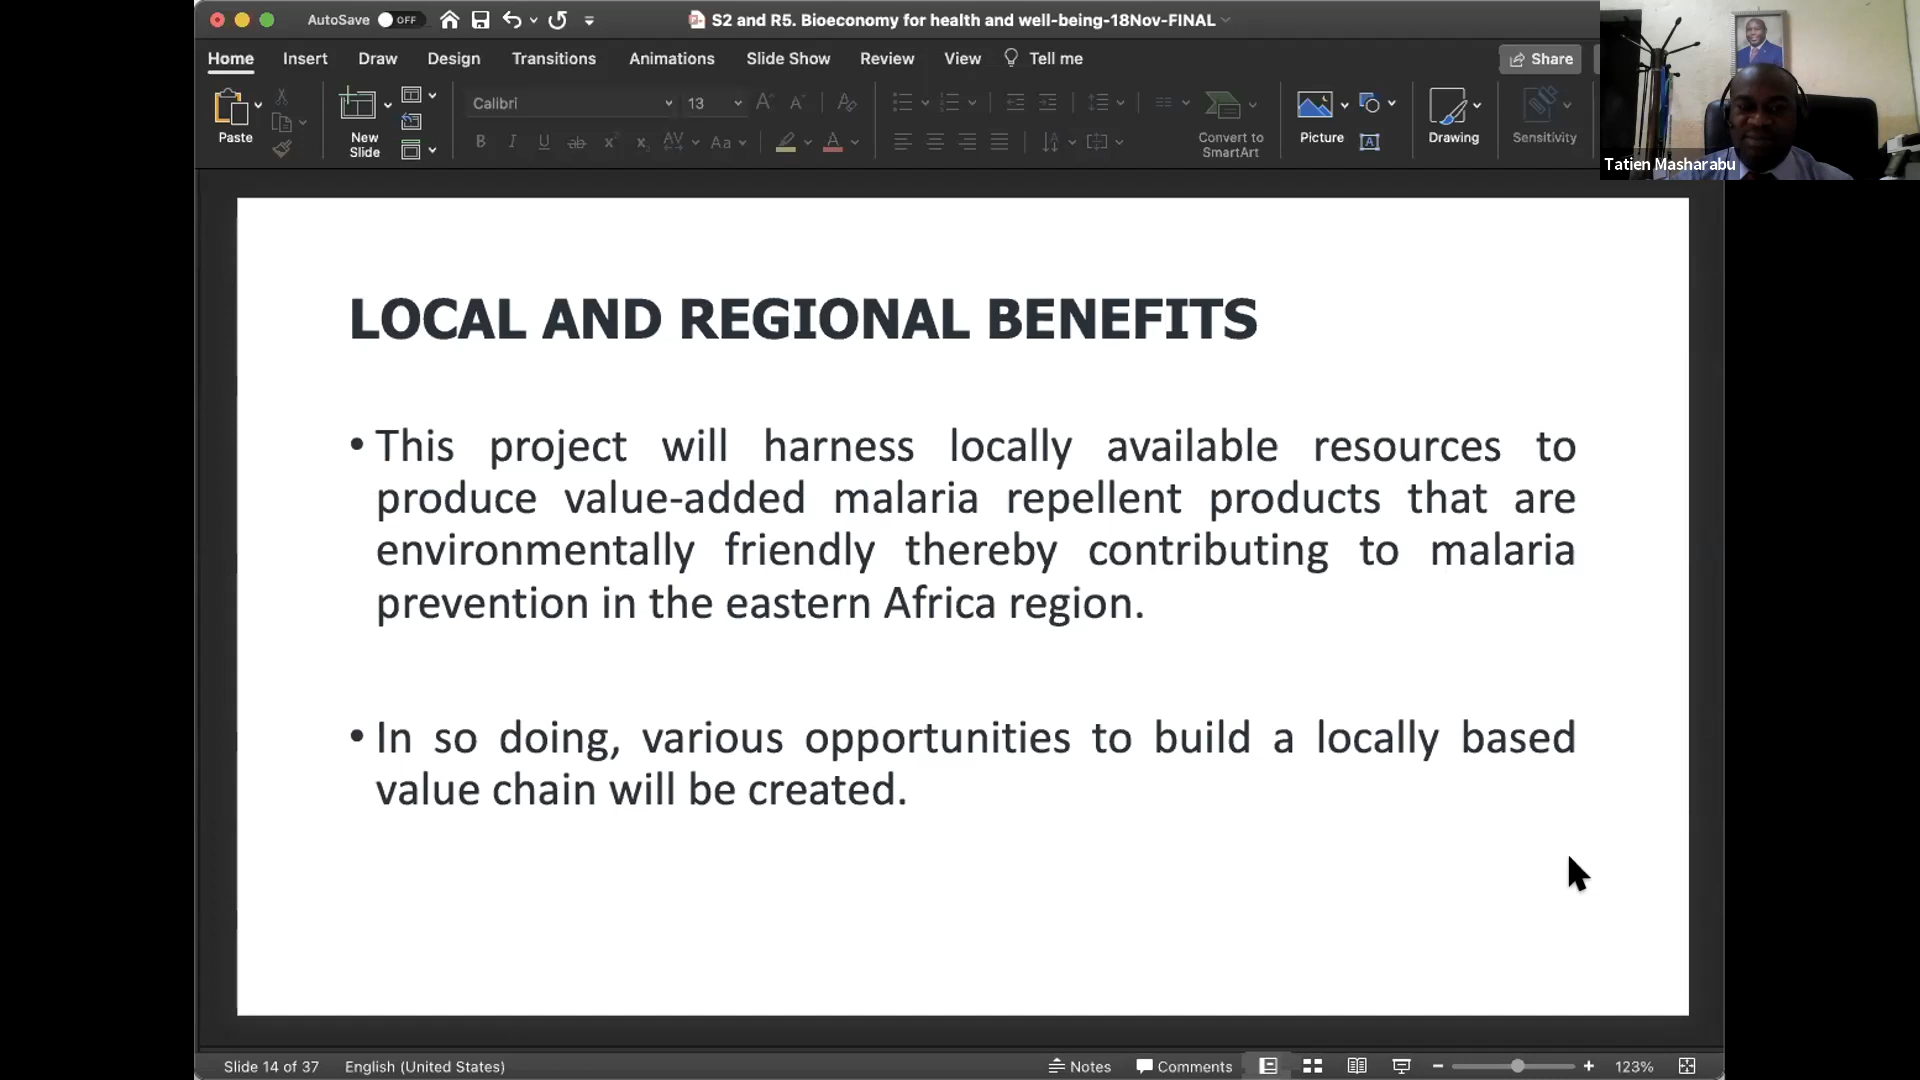 AutoSave OFF
S2 and R5. Bioeconomy for health and well-being-18Nov-FINAL
Home Insert Draw Design Transitions Animations Slide Show Review View Tell me
Share
Calibri 13
Paste
New
Slide
Convert to
SmartArt
Picture
Drawing
Sensitivity
Tatien Masharabu
LOCAL AND REGIONAL BENEFITS
• This project will harness locally available resources to
produce value-added malaria repellent products that are
environmentally friendly thereby contributing to malaria
prevention in the eastern Africa region.
• In so doing, various opportunities to build a locally based
value chain will be created.
Slide 14 of 37 English (United States) Notes Comments 123%